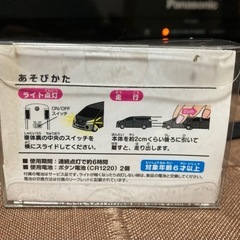 Panasonic
あそびかた
ライト点灯
ON/OFF
スイッチ
車体裏の中央のスイッチを
横にスライドしてください。
走行
本体を約2cmくらい後ろに引いて
離すと、走り出します。
■使用時間：連続点灯で約6時間
■使用電池：ボタン電池(CR1220) 2個
対象年齢6才以上